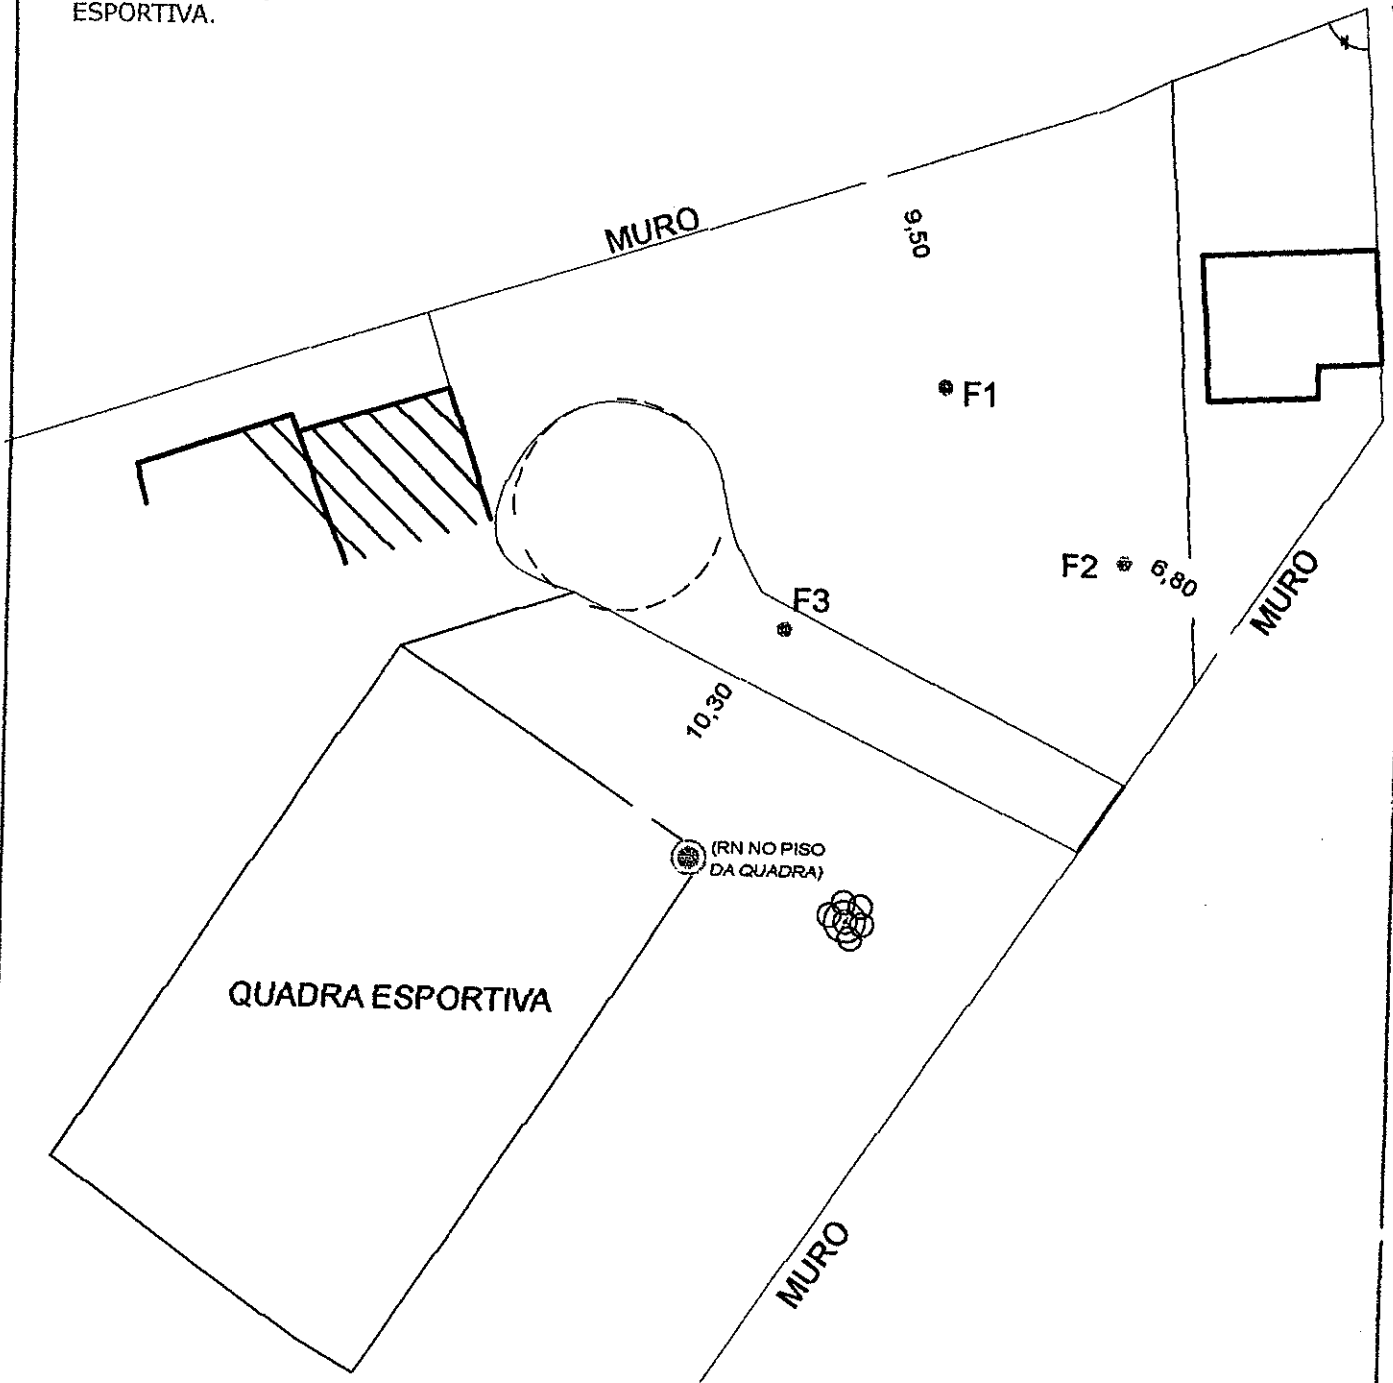 ESPORTIVA.
MURO
9,50
F1
F2
6,80
MURO
F3
10,30
(RN NO PISO
DA QUADRA)
QUADRA ESPORTIVA
MURO